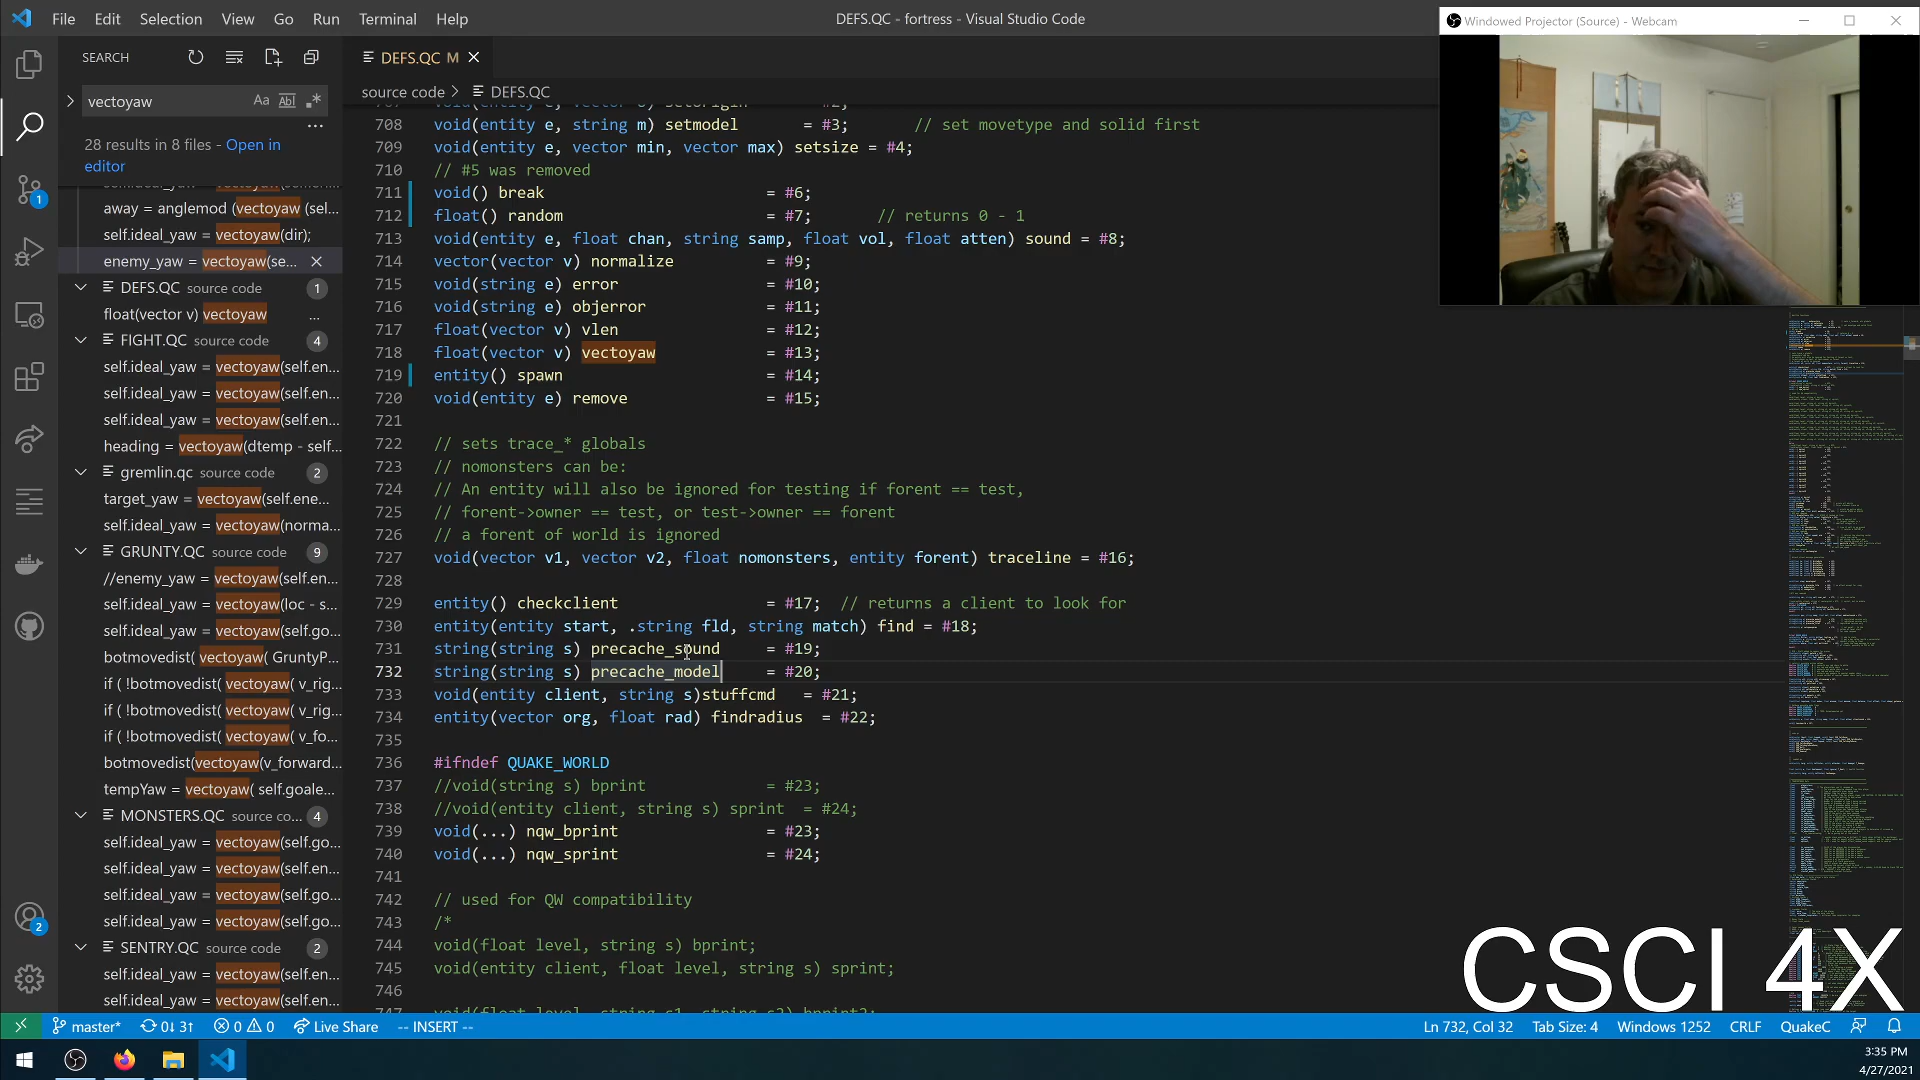 File Edit Selection View Go Run Terminal Help
DEFS.QC - fortress - Visual Studio Code
Windowed Projector (Source) - Webcam
SEARCH
DEFS.QC M
vectoyaw
Aa Abl .*
source code > DEFS.QC
28 results in 8 files - Open in
editor
away = anglemod (vectoyaw (sel...
self.ideal_yaw = vectoyaw(dir);
enemy_yaw = vectoyaw(se...
DEFS.QC source code 1
float(vector v) vectoyaw ...
FIGHT.QC source code 4
self.ideal_yaw = vectoyaw(self.en...
self.ideal_yaw = vectoyaw(self.en...
self.ideal_yaw = vectoyaw(self.en...
heading = vectoyaw(dtemp - self...
gremlin.qc source code 2
target_yaw = vectoyaw(self.ene...
self.ideal_yaw = vectoyaw(norma...
GRUNTY.QC source code 9
//enemy_yaw = vectoyaw(self.en...
self.ideal_yaw = vectoyaw(loc - s...
self.ideal_yaw = vectoyaw(self.go...
botmovedist( vectoyaw( GruntyP...
if ( !botmovedist( vectoyaw( v_rig...
if ( !botmovedist( vectoyaw( v_rig...
if ( !botmovedist( vectoyaw( v_fo...
botmovedist(vectoyaw(v_forward...
tempYaw = vectoyaw( self.goale...
MONSTERS.QC source co... 4
self.ideal_yaw = vectoyaw(self.go...
self.ideal_yaw = vectoyaw(self.en...
self.ideal_yaw = vectoyaw(self.go...
self.ideal_yaw = vectoyaw(self.go...
SENTRY.QC source code 2
self.ideal_yaw = vectoyaw(self.en...
self.ideal_yaw = vectoyaw(self.en...
708 void(entity e, string m) setmodel = #3; // set movetype and solid first
709 void(entity e, vector min, vector max) setsize = #4;
710 // #5 was removed
711 void() break = #6;
712 float() random = #7; // returns 0 - 1
713 void(entity e, float chan, string samp, float vol, float atten) sound = #8;
714 vector(vector v) normalize = #9;
715 void(string e) error = #10;
716 void(string e) objerror = #11;
717 float(vector v) vlen = #12;
718 float(vector v) vectoyaw = #13;
719 entity() spawn = #14;
720 void(entity e) remove = #15;
721
722 // sets trace_* globals
723 // nomonsters can be:
724 // An entity will also be ignored for testing if forent == test,
725 // forent->owner == test, or test->owner == forent
726 // a forent of world is ignored
727 void(vector v1, vector v2, float nomonsters, entity forent) traceline = #16;
728
729 entity() checkclient = #17; // returns a client to look for
730 entity(entity start, .string fld, string match) find = #18;
731 string(string s) precache_sound = #19;
732 string(string s) precache_model = #20;
733 void(entity client, string s)stuffcmd = #21;
734 entity(vector org, float rad) findradius = #22;
735
736 #ifndef QUAKE_WORLD
737 //void(string s) bprint = #23;
738 //void(entity client, string s) sprint = #24;
739 void(...) nqw_bprint = #23;
740 void(...) nqw_sprint = #24;
741
742 // used for QW compatibility
743 /*
744 void(float level, string s) bprint;
745 void(entity client, float level, string s) sprint;
746
CSCI 4X
1
2
master* 0↓ 3↑ 0 0 Live Share -- INSERT --
Ln 732, Col 32 Tab Size: 4 Windows 1252 CRLF QuakeC
3:35 PM
4/27/2021